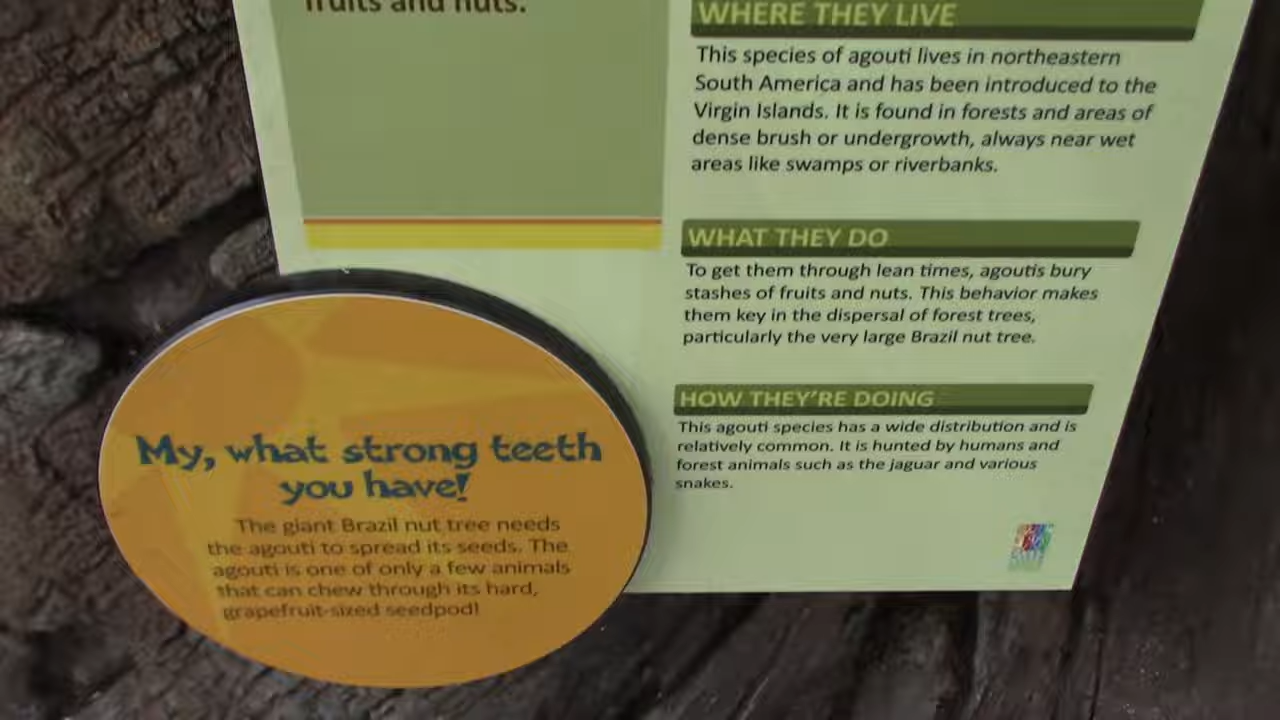 fruits and nuts.
WHERE THEY LIVE
This species of agouti lives in northeastern
South America and has been introduced to the
Virgin Islands. It is found in forests and areas of
dense brush or undergrowth, always near wet
areas like swamps or riverbanks.
WHAT THEY DO
To get them through lean times, agoutis bury
stashes of fruits and nuts. This behavior makes
them key in the dispersal of forest trees,
particularly the very large Brazil nut tree.
HOW THEY'RE DOING
This agouti species has a wide distribution and is
relatively common. It is hunted by humans and
forest animals such as the jaguar and various
snakes.
My, what strong teeth
you have!
The giant Brazil nut tree needs
the agouti to spread its seeds. The
agouti is one of only a few animals
that can chew through its hard,
grapefruit-sized seedpod!